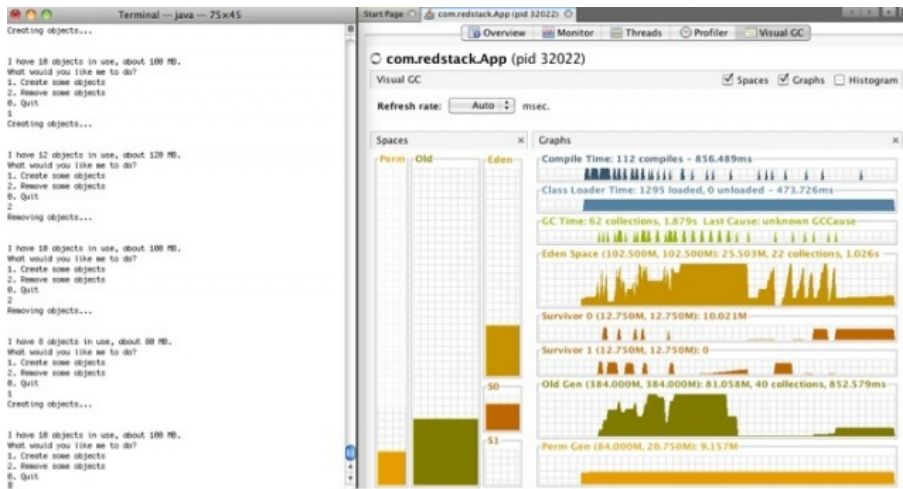 Terminal — java — 75x45
Creating objects...
I have 10 objects in use, about 100 MB.
What would you like me to do?
1. Create some objects
2. Remove some objects
0. Quit
1
Creating objects...
I have 12 objects in use, about 120 MB.
What would you like me to do?
1. Create some objects
2. Remove some objects
0. Quit
2
Removing objects...
I have 10 objects in use, about 100 MB.
What would you like me to do?
1. Create some objects
2. Remove some objects
0. Quit
2
Removing objects...
I have 8 objects in use, about 80 MB.
What would you like me to do?
1. Create some objects
2. Remove some objects
0. Quit
1
Creating objects...
I have 10 objects in use, about 100 MB.
What would you like me to do?
1. Create some objects
2. Remove some objects
0. Quit
Start Page
com.redstack.App (pid 32022)
Overview
Monitor
Threads
Profiler
Visual GC
com.redstack.App (pid 32022)
Visual GC
Spaces
Graphs
Histogram
Refresh rate: Auto msec.
Spaces
Perm
Old
Eden
S0
S1
Graphs
Compile Time: 112 compiles - 856.489ms
Class Loader Time: 1295 loaded, 0 unloaded - 473.726ms
GC Time: 62 collections, 1.879s Last Cause: unknown GCCause
Eden Space (102.500M, 102.500M): 25.503M, 22 collections, 1.026s
Survivor 0 (12.750M, 12.750M): 10.021M
Survivor 1 (12.750M, 12.750M): 0
Old Gen (384.000M, 384.000M): 81.058M, 40 collections, 852.579ms
Perm Gen (84.000M, 20.750M): 9.157M